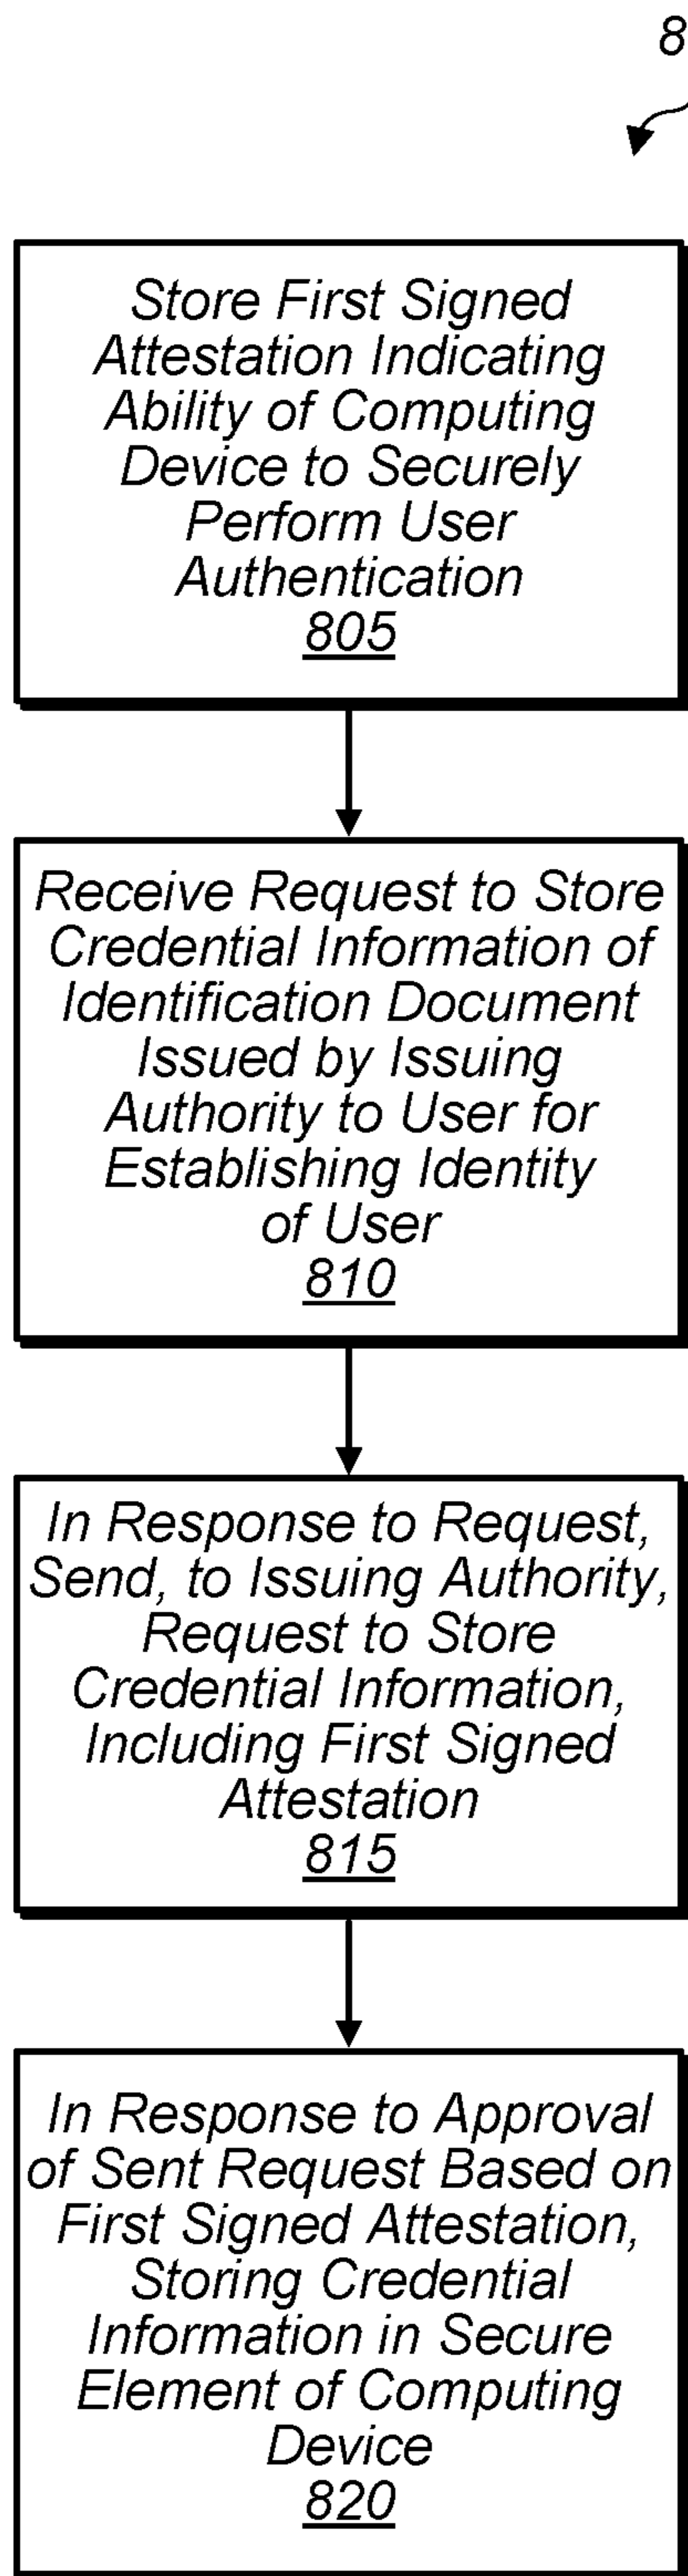 8
Store First Signed
Attestation Indicating
Ability of Computing
Device to Securely
Perform User
Authentication
805
Receive Request to Store
Credential Information of
Identification Document
Issued by Issuing
Authority to User for
Establishing Identity
of User
810
In Response to Request,
Send, to Issuing Authority,
Request to Store
Credential Information,
Including First Signed
Attestation
815
In Response to Approval
of Sent Request Based on
First Signed Attestation,
Storing Credential
Information in Secure
Element of Computing
Device
820